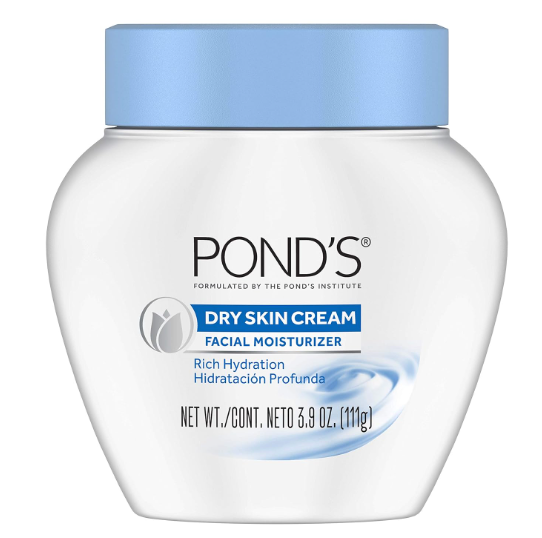 POND'S®
FORMULATED BY THE POND'S INSTITUTE
DRY SKIN CREAM
FACIAL MOISTURIZER
Rich Hydration
Hidratación Profunda
NET WT./CONT. NETO 3.9 OZ. (111g)